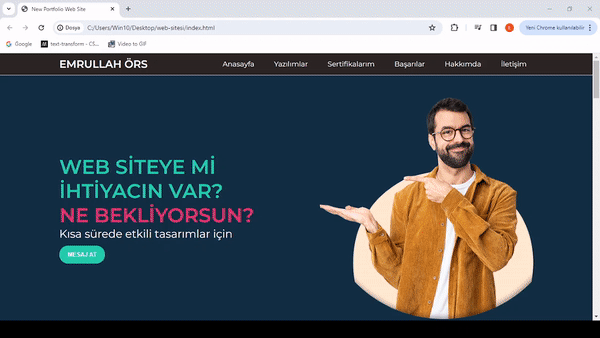 New Portfolio Web Site
Dosya
C:/Users/Win10/Desktop/web-sitesi/index.html
Yeni Chrome kullanılabilir
Google
text-transform - CS...
Video to GIF
EMRULLAH ÖRS
Anasayfa
Yazılımlar
Sertifikalarım
Başarılar
Hakkımda
İletişim
WEB SİTEYE Mİ
İHTİYACIN VAR?
NE BEKLİYORSUN?
Kısa sürede etkili tasarımlar için
MESAJ AT